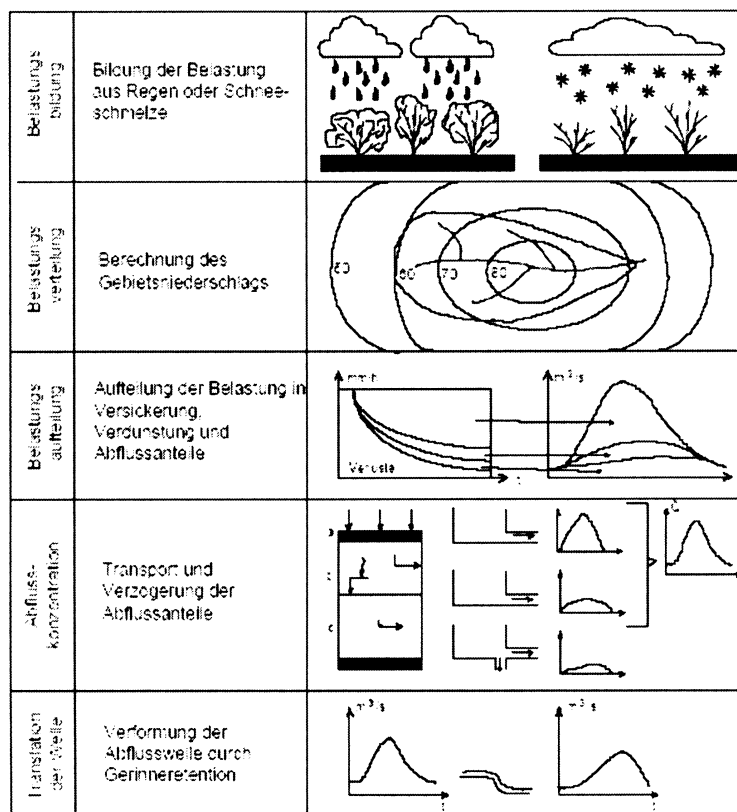 Belastungs
bildung
Bildung der Belastung
aus Regen oder Schnee-
schmelze
Belastungs
verteilung
Berechnung des
Gebietsniederschlags
50
60
70
80
Belastungs
aufteilung
Aufteilung der Belastung in
Versickerung,
Verdunstung und
Abflussanteile
mm/h
Verluste
t
m³/s
Abfluss-
konzentration
Transport und
Verzögerung der
Abflussanteile
Q
Translation
der Welle
Verformung der
Abflusswelle durch
Gerinneretention
m³/s
t
m³/s
t